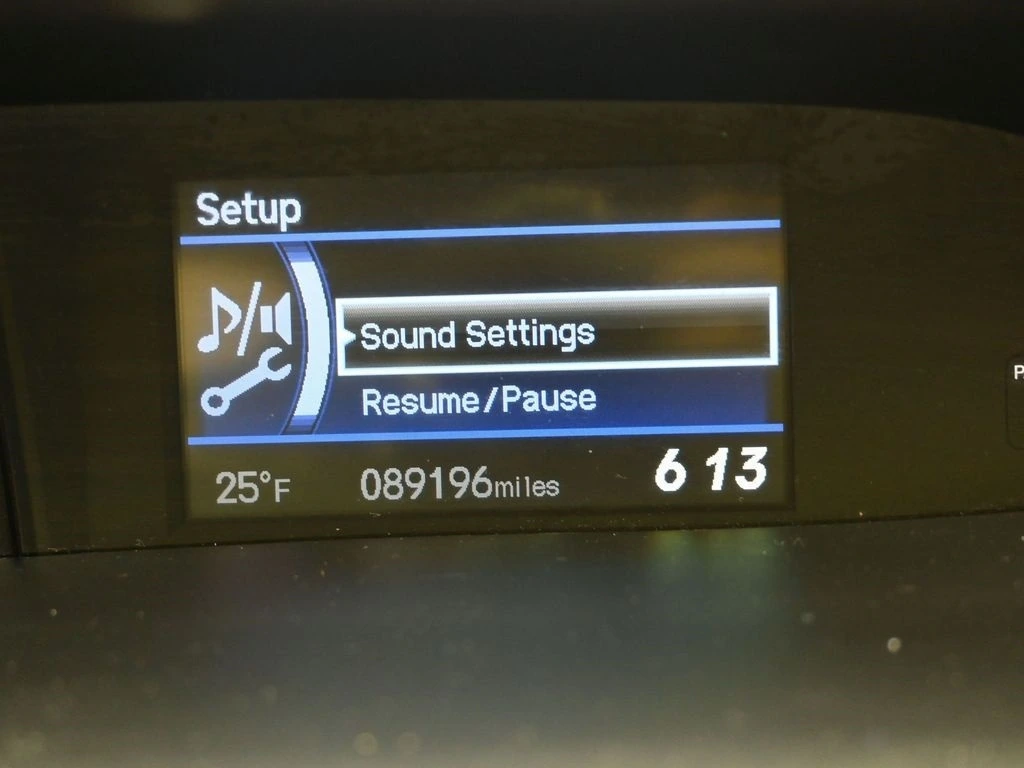 Setup
Sound Settings
Resume/Pause
25°F 089196miles 6 13
P